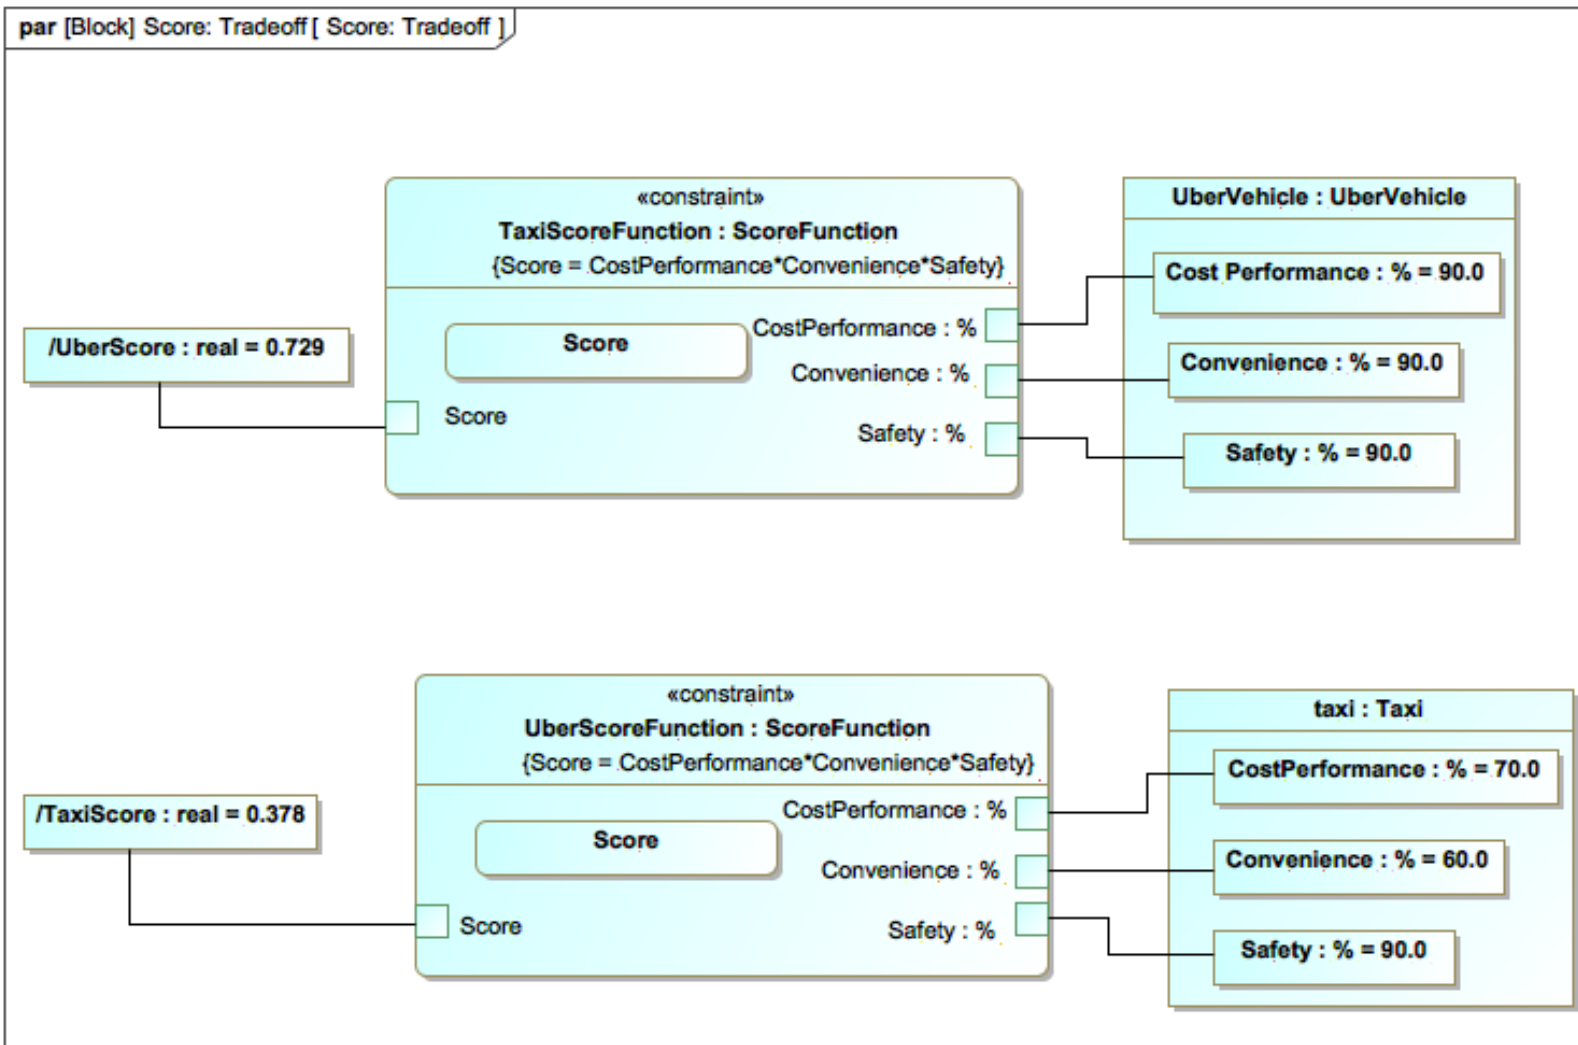 par [Block] Score: Tradeoff [ Score: Tradeoff ]
«constraint»
TaxiScoreFunction : ScoreFunction
{Score = CostPerformance*Convenience*Safety}
UberVehicle : UberVehicle
Cost Performance : % = 90.0
CostPerformance : %
Score
/UberScore : real = 0.729
Convenience : %
Convenience : % = 90.0
Score
Safety : %
Safety : % = 90.0
«constraint»
UberScoreFunction : ScoreFunction
{Score = CostPerformance*Convenience*Safety}
taxi : Taxi
CostPerformance : % = 70.0
/TaxiScore : real = 0.378
CostPerformance : %
Score
Convenience : %
Convenience : % = 60.0
Score
Safety : %
Safety : % = 90.0